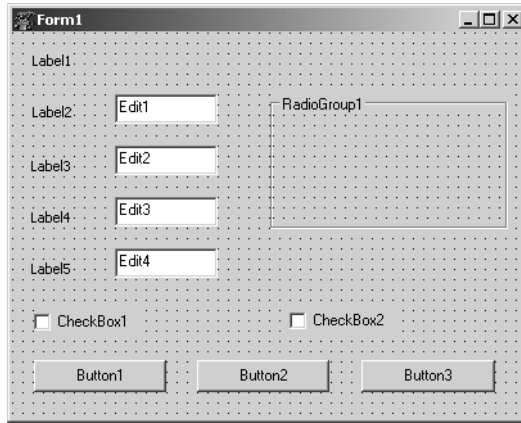 Form1
Label1
Label2
Edit1
RadioGroup1
Label3
Edit2
Label4
Edit3
Label5
Edit4
CheckBox1
CheckBox2
Button1
Button2
Button3